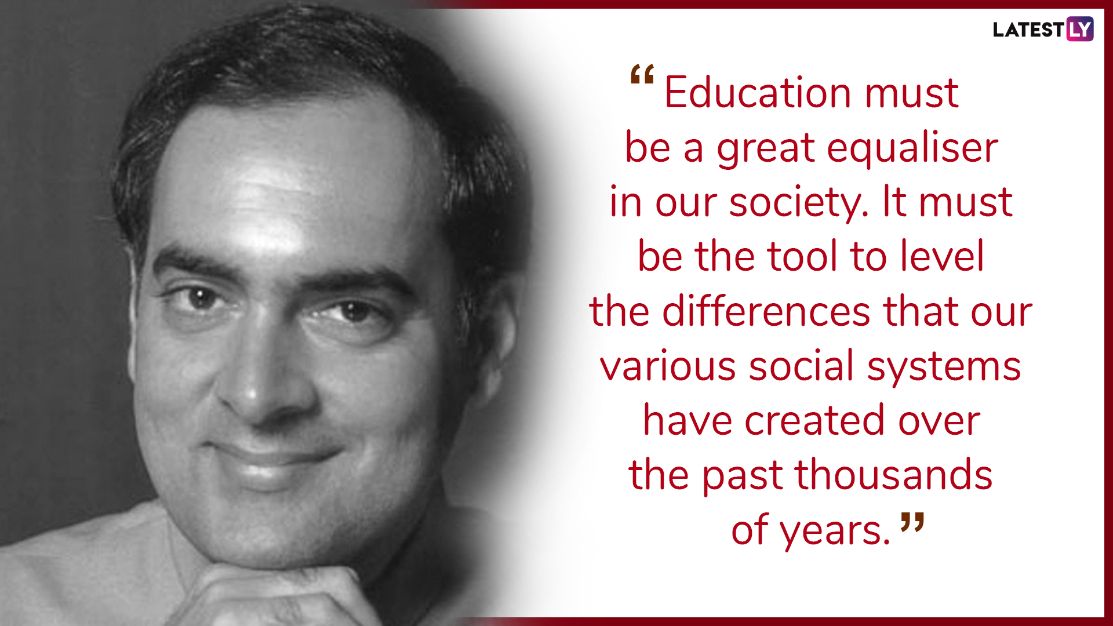 LATESTLY
“ Education must
be a great equaliser
in our society. It must
be the tool to level
the differences that our
various social systems
have created over
the past thousands
of years. ”